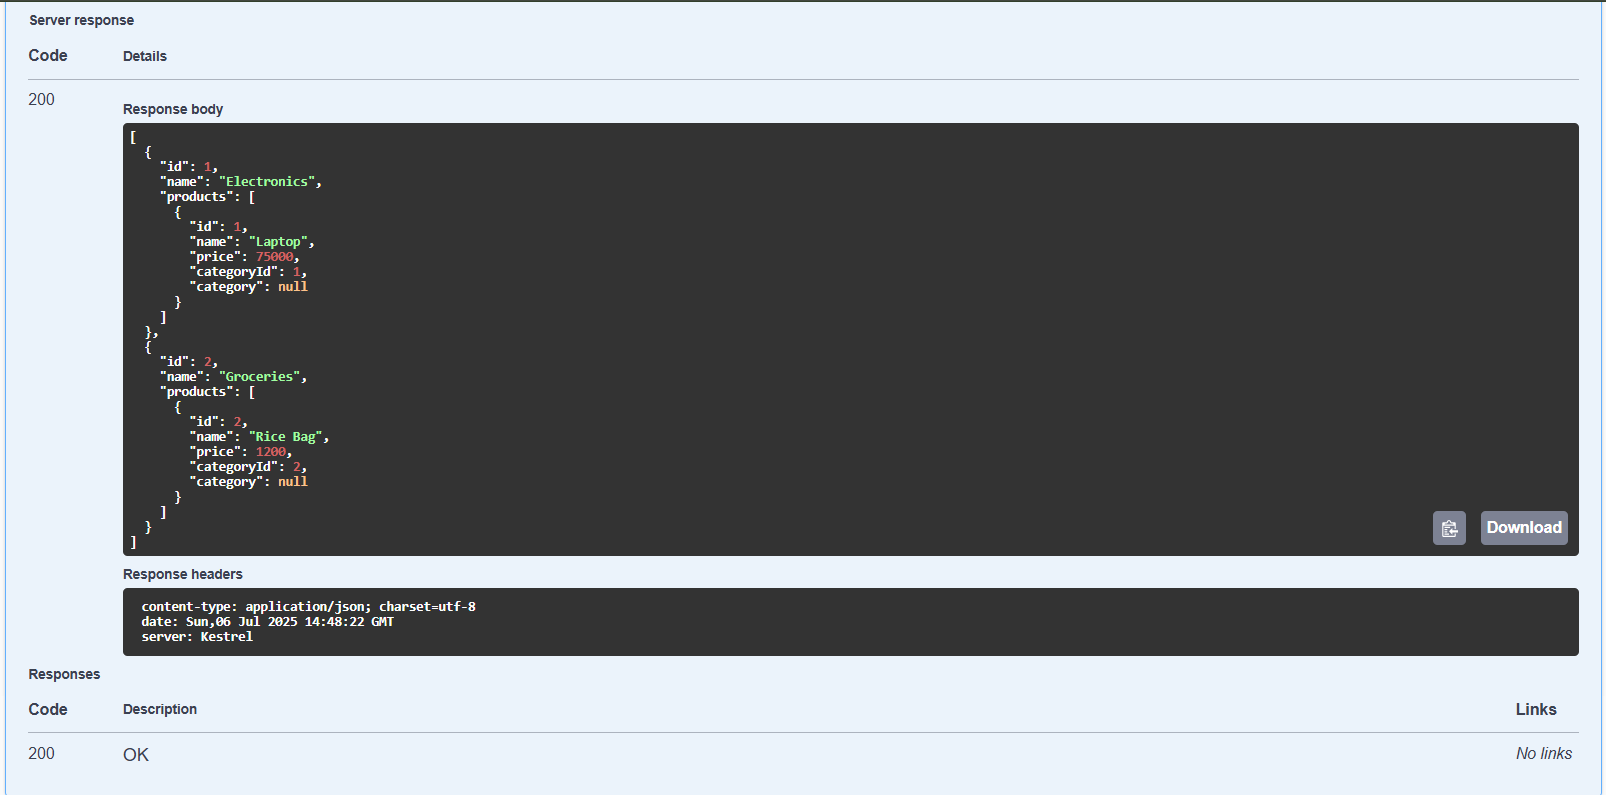 Server response
Code Details
200
Response body
[
  {
    "id": 1,
    "name": "Electronics",
    "products": [
      {
        "id": 1,
        "name": "Laptop",
        "price": 75000,
        "categoryId": 1,
        "category": null
      }
    ]
  },
  {
    "id": 2,
    "name": "Groceries",
    "products": [
      {
        "id": 2,
        "name": "Rice Bag",
        "price": 1200,
        "categoryId": 2,
        "category": null
      }
    ]
  }
]
Download
Response headers
content-type: application/json; charset=utf-8
date: Sun,06 Jul 2025 14:48:22 GMT
server: Kestrel
Responses
Code Description Links
200 OK No links